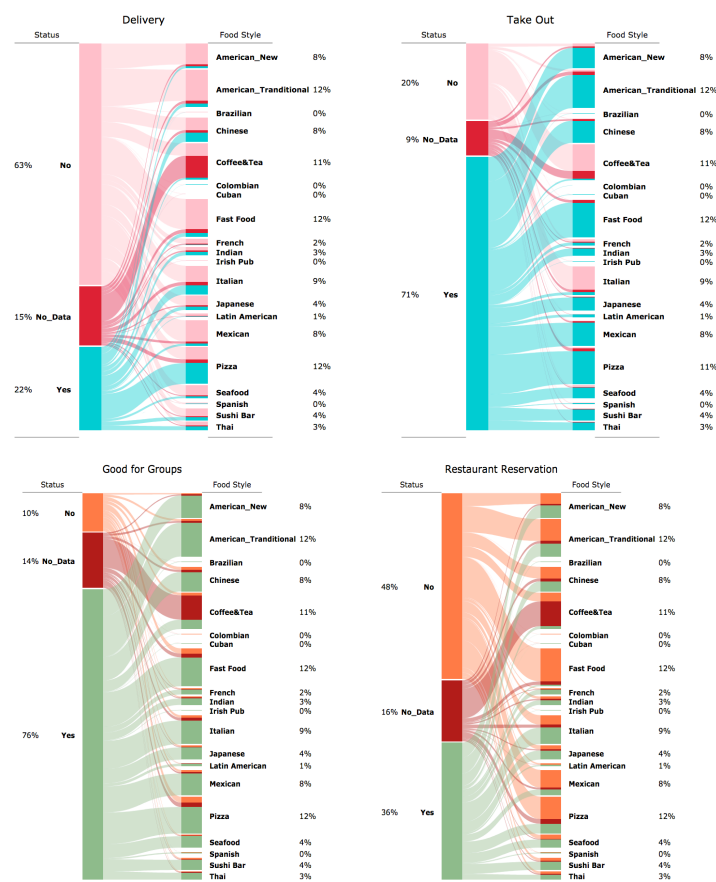 Delivery
Status Food Style
American_New 8%
American_Tranditional 12%
Brazilian 0%
Chinese 8%
63% No
Coffee&Tea 11%
Colombian 0%
Cuban 0%
Fast Food 12%
French 2%
Indian 3%
Irish Pub 0%
Italian 9%
Japanese 4%
15% No_Data
Latin American 1%
Mexican 8%
Pizza 12%
22% Yes
Seafood 4%
Spanish 0%
Sushi Bar 4%
Thai 3%
Take Out
Status Food Style
American_New 8%
20% No
American_Tranditional 12%
Brazilian 0%
Chinese 8%
9% No_Data
Coffee&Tea 11%
Colombian 0%
Cuban 0%
Fast Food 12%
French 2%
Indian 3%
Irish Pub 0%
Italian 9%
71% Yes
Japanese 4%
Latin American 1%
Mexican 8%
Pizza 11%
Seafood 4%
Spanish 0%
Sushi Bar 4%
Thai 3%
Good for Groups
Status Food Style
American_New 8%
10% No
American_Tranditional 12%
Brazilian 0%
14% No_Data
Chinese 8%
Coffee&Tea 11%
Colombian 0%
Cuban 0%
Fast Food 12%
French 2%
Indian 3%
Irish Pub 0%
Italian 9%
76% Yes
Japanese 4%
Latin American 1%
Mexican 8%
Pizza 12%
Seafood 4%
Spanish 0%
Sushi Bar 4%
Thai 3%
Restaurant Reservation
Status Food Style
American_New 8%
American_Tranditional 12%
Brazilian 0%
Chinese 8%
48% No
Coffee&Tea 11%
Colombian 0%
Cuban 0%
Fast Food 12%
French 2%
Indian 3%
Irish Pub 0%
16% No_Data
Italian 9%
Japanese 4%
Latin American 1%
Mexican 8%
36% Yes
Pizza 12%
Seafood 4%
Spanish 0%
Sushi Bar 4%
Thai 3%